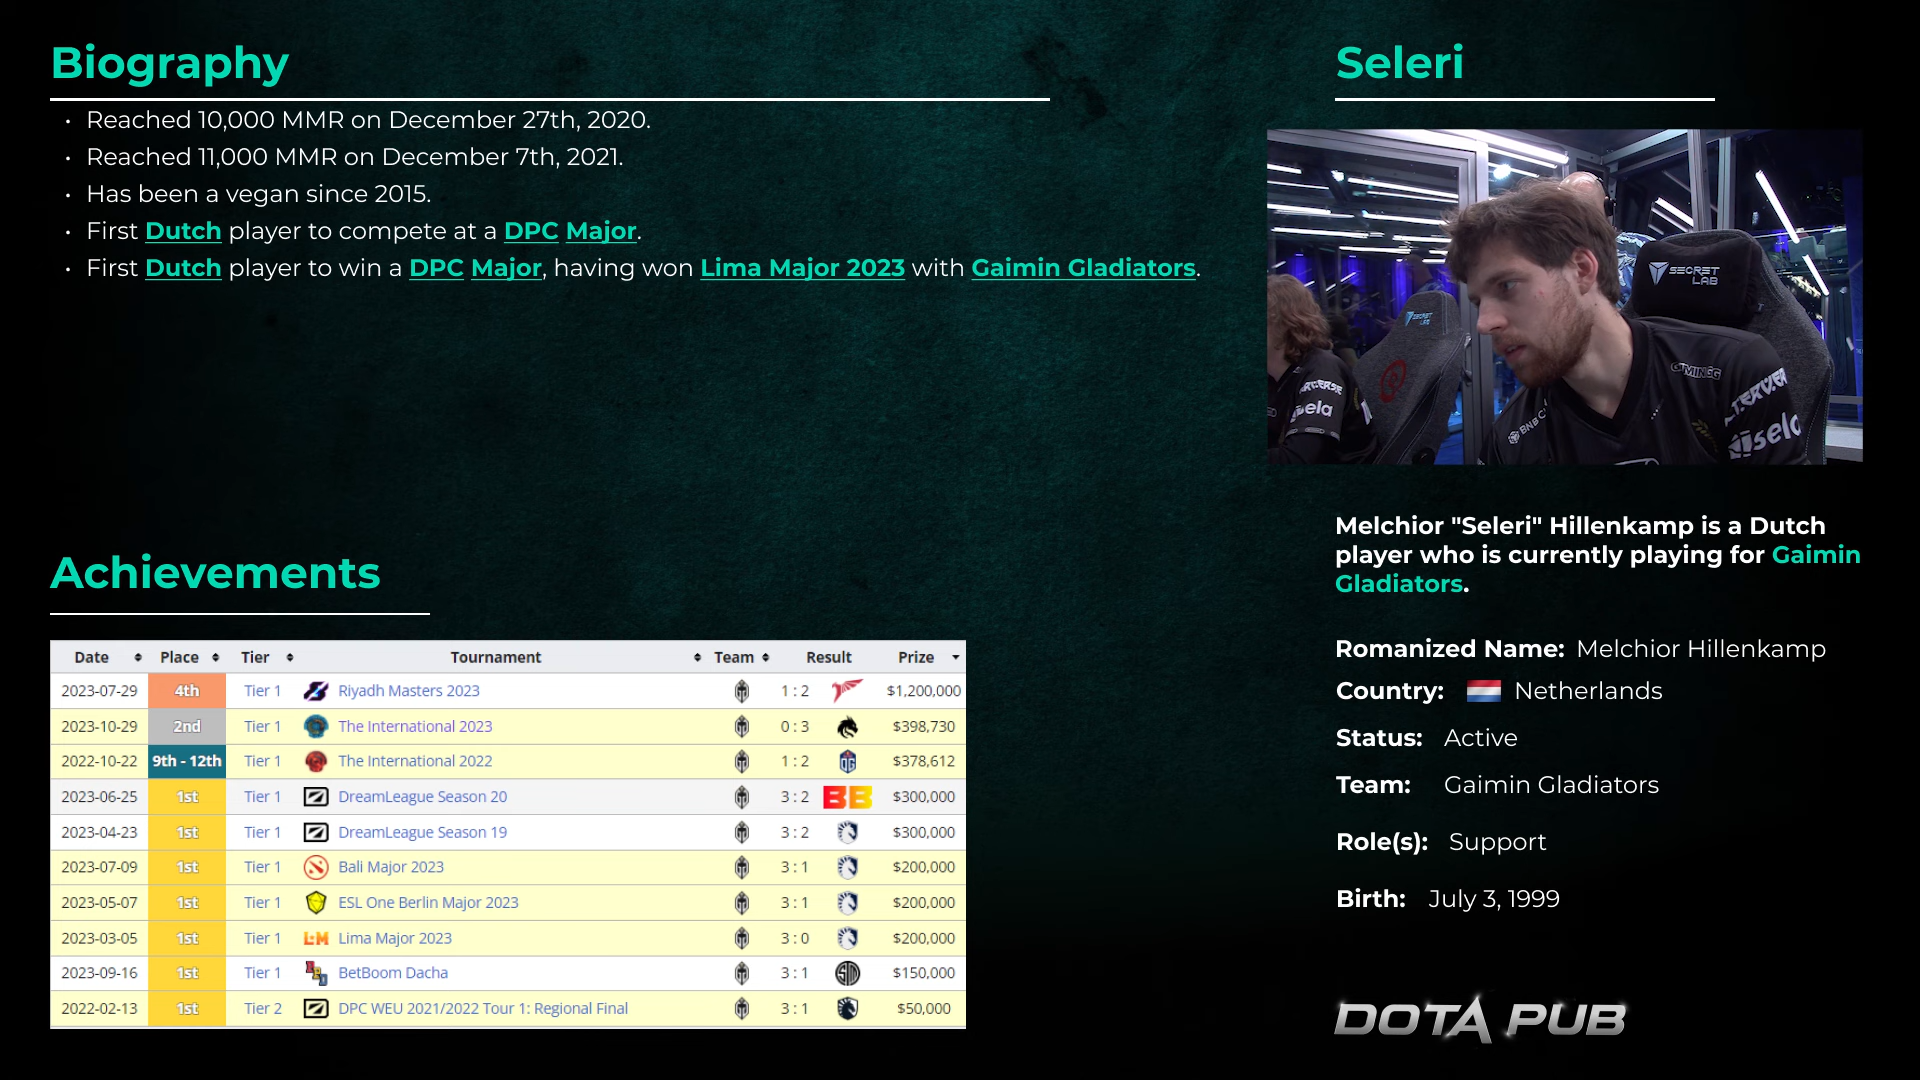 Biography
• Reached 10,000 MMR on December 27th, 2020.
• Reached 11,000 MMR on December 7th, 2021.
• Has been a vegan since 2015.
• First Dutch player to compete at a DPC Major.
• First Dutch player to win a DPC Major, having won Lima Major 2023 with Gaimin Gladiators.
Achievements
Date Place Tier Tournament Team Result Prize
2023-07-29 4th Tier 1 Riyadh Masters 2023 1 : 2 $1,200,000
2023-10-29 2nd Tier 1 The International 2023 0 : 3 $398,730
2022-10-22 9th - 12th Tier 1 The International 2022 1 : 2 OG $378,612
2023-06-25 1st Tier 1 DreamLeague Season 20 3 : 2 BB $300,000
2023-04-23 1st Tier 1 DreamLeague Season 19 3 : 2 $300,000
2023-07-09 1st Tier 1 Bali Major 2023 3 : 1 $200,000
2023-05-07 1st Tier 1 ESL One Berlin Major 2023 3 : 1 $200,000
2023-03-05 1st Tier 1 L:M Lima Major 2023 3 : 0 $200,000
2023-09-16 1st Tier 1 BetBoom Dacha 3 : 1 $150,000
2022-02-13 1st Tier 2 DPC WEU 2021/2022 Tour 1: Regional Final 3 : 1 $50,000
Seleri
SECRET
LAB
SECRET
LAB
BNB
sela
Melchior "Seleri" Hillenkamp is a Dutch
player who is currently playing for Gaimin
Gladiators.
Romanized Name: Melchior Hillenkamp
Country: Netherlands
Status: Active
Team: Gaimin Gladiators
Role(s): Support
Birth: July 3, 1999
DOTA PUB